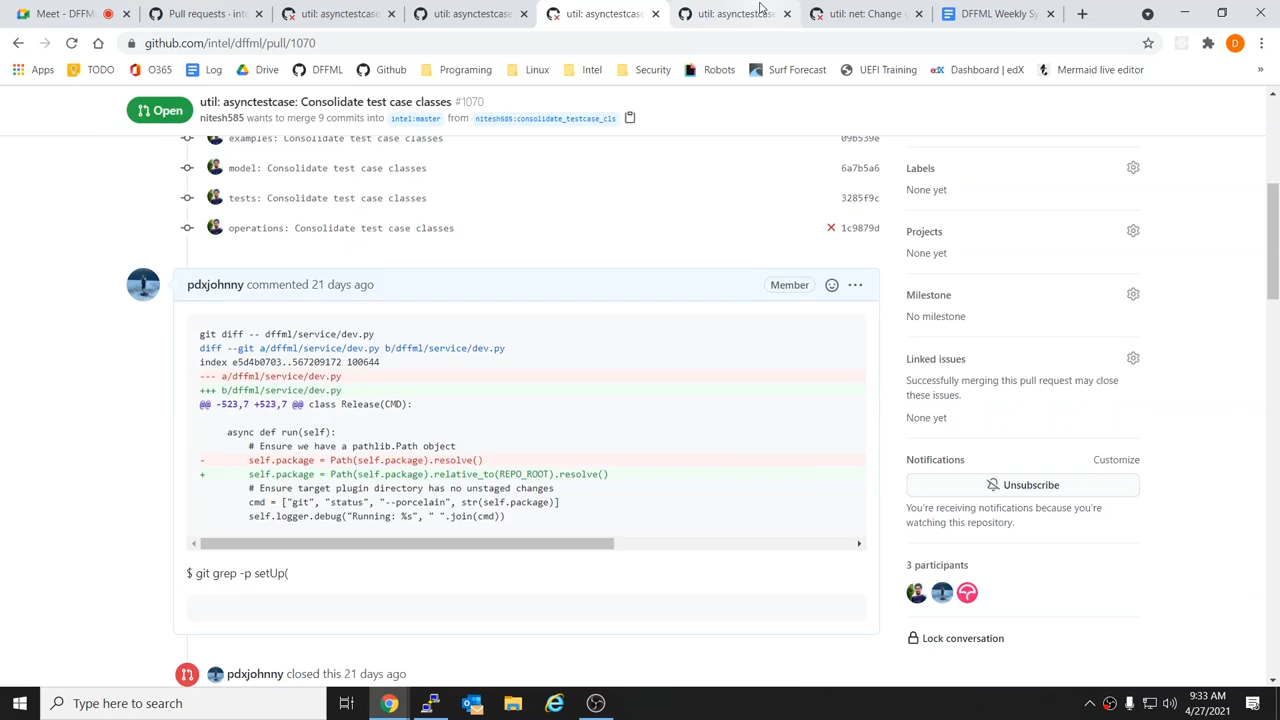 Meet - DFFML
Pull requests - int
util: asynctestcase
util: asynctestcase
util: asynctestcase
util: asynctestcase
util: net: Change c
DFFML Weekly Sy
github.com/intel/dffml/pull/1070
D
Apps
TODO
O365
Log
Drive
DFFML
Github
Programing
Linux
Intel
Security
Robots
Surf Forecast
UEFI Training
Dashboard | edX
Mermaid live editor
»
Open
util: asynctestcase: Consolidate test case classes #1070
nitesh585 wants to merge 9 commits into intel:master from nitesh585:consolidate_testcase_cls
examples: Consolidate test case classes 09b539e
model: Consolidate test case classes 6a7b5a6
tests: Consolidate test case classes 3285f9c
operations: Consolidate test case classes 1c9879d
pdxjohnny commented 21 days ago
Member
git diff -- dffml/service/dev.py
diff --git a/dffml/service/dev.py b/dffml/service/dev.py
index e5d4b0703..567209172 100644
--- a/dffml/service/dev.py
+++ b/dffml/service/dev.py
@@ -523,7 +523,7 @@ class Release(CMD):
async def run(self):
# Ensure we have a pathlib.Path object
- self.package = Path(self.package).resolve()
+ self.package = Path(self.package).relative_to(REPO_ROOT).resolve()
# Ensure target plugin directory has no unstaged changes
cmd = ["git", "status", "--porcelain", str(self.package)]
self.logger.debug("Running: %s", " ".join(cmd))
$ git grep -p setUp(
pdxjohnny closed this 21 days ago
Labels
None yet
Projects
None yet
Milestone
No milestone
Linked issues
Successfully merging this pull request may close
these issues.
None yet
Notifications
Customize
Unsubscribe
You're receiving notifications because you're
watching this repository.
3 participants
Lock conversation
Type here to search
9:33 AM
4/27/2021